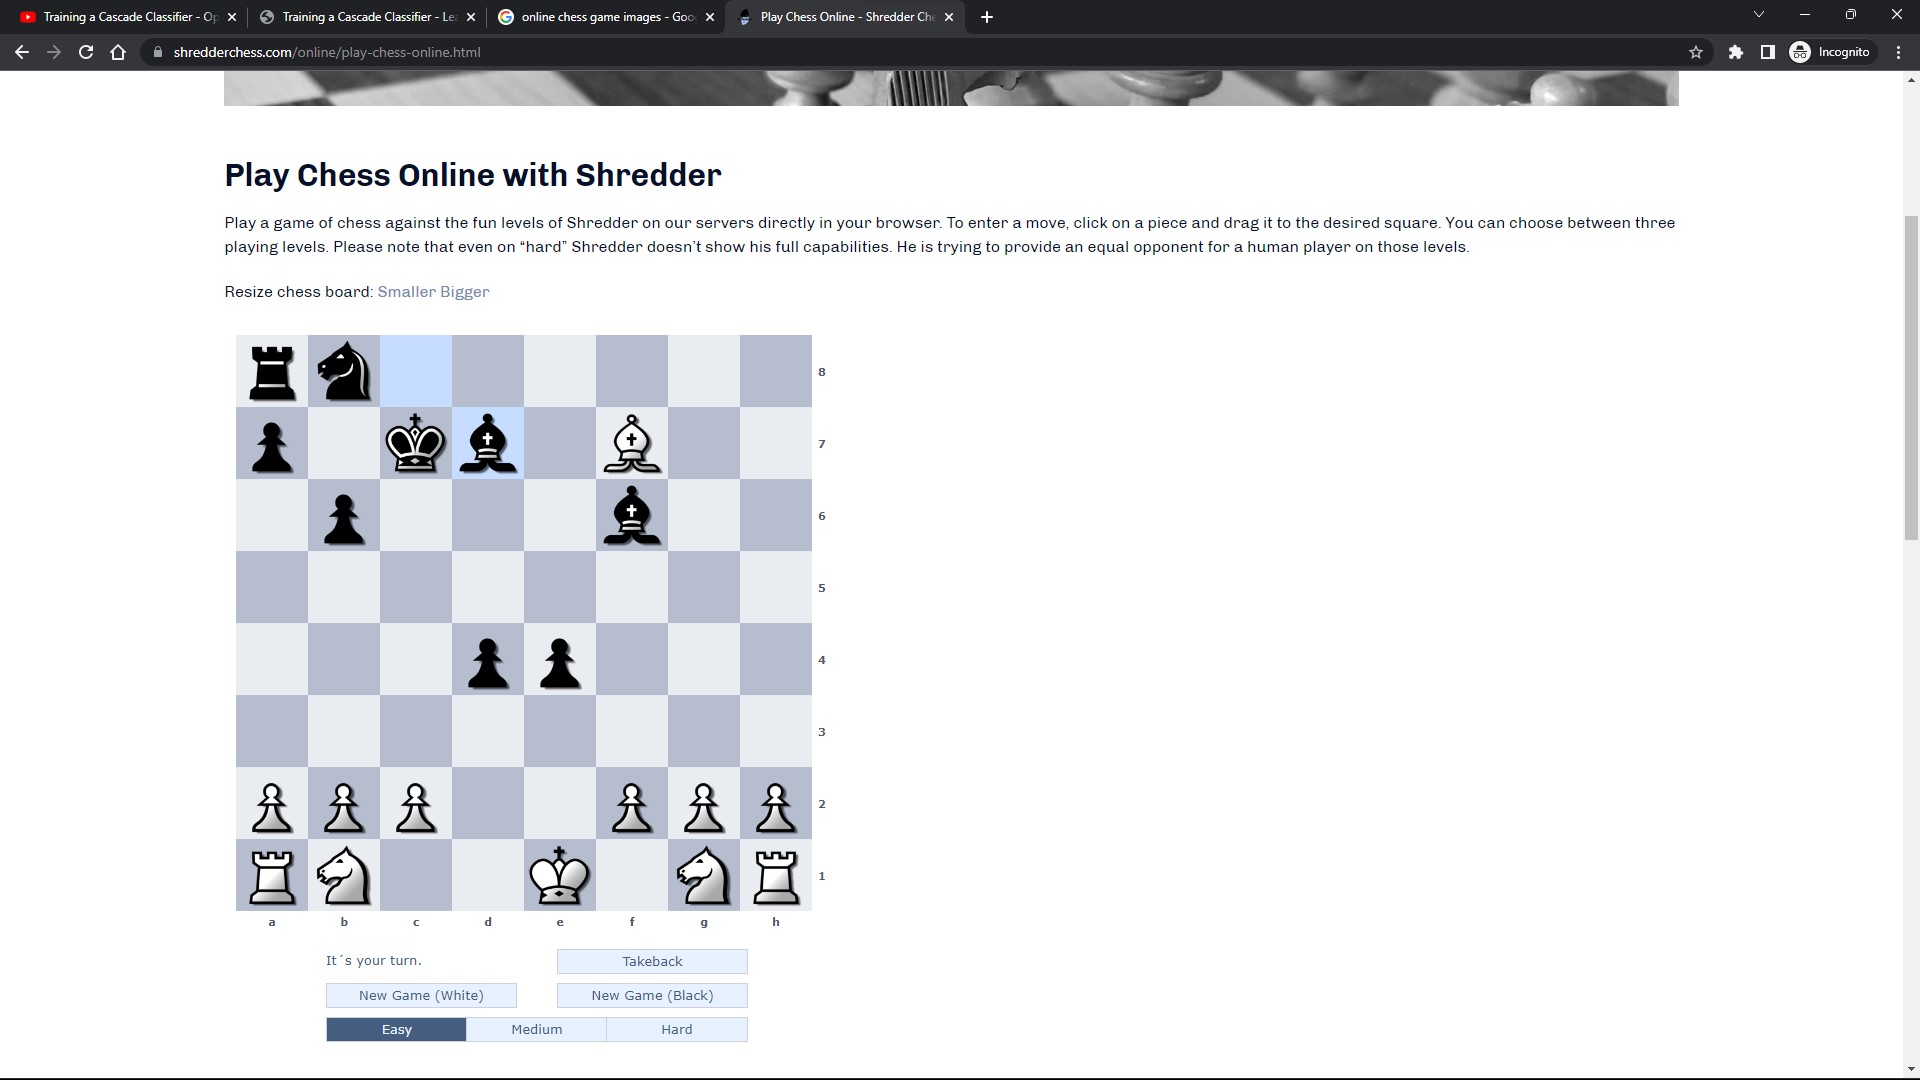 Training a Cascade Classifier - Op
Training a Cascade Classifier - Le
online chess game images - Goo
Play Chess Online - Shredder Che
shredderchess.com/online/play-chess-online.html
Incognito
Play Chess Online with Shredder
Play a game of chess against the fun levels of Shredder on our servers directly in your browser. To enter a move, click on a piece and drag it to the desired square. You can choose between three
playing levels. Please note that even on “hard” Shredder doesn’t show his full capabilities. He is trying to provide an equal opponent for a human player on those levels.
Resize chess board: Smaller Bigger
8
7
6
5
4
3
2
1
a b c d e f g h
It´s your turn.
Takeback
New Game (White)
New Game (Black)
Easy
Medium
Hard